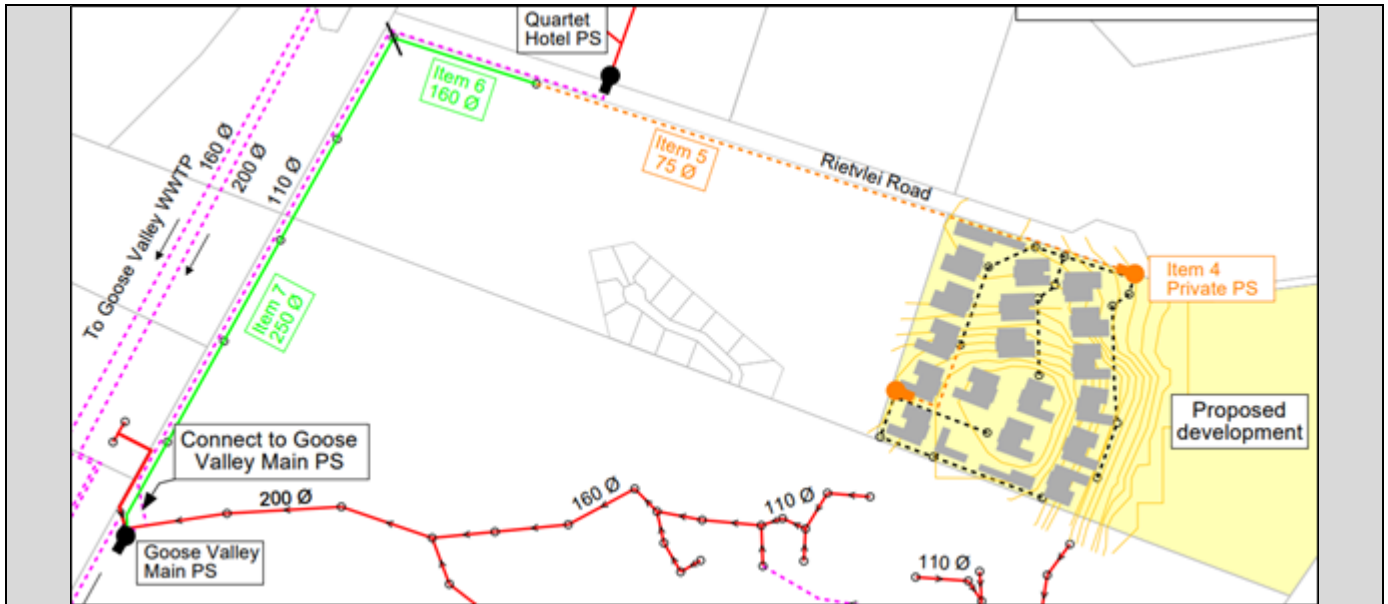 Quartet
Hotel PS
Item 6
160 Ø
Item 5
75 Ø
Rietvlei Road
160 Ø
200 Ø
110 Ø
To Goose Valley WWTP
Item 4
Private PS
Item 7
250 Ø
Proposed
development
Connect to Goose
Valley Main PS
200 Ø
160 Ø
110 Ø
Goose Valley
Main PS
110 Ø